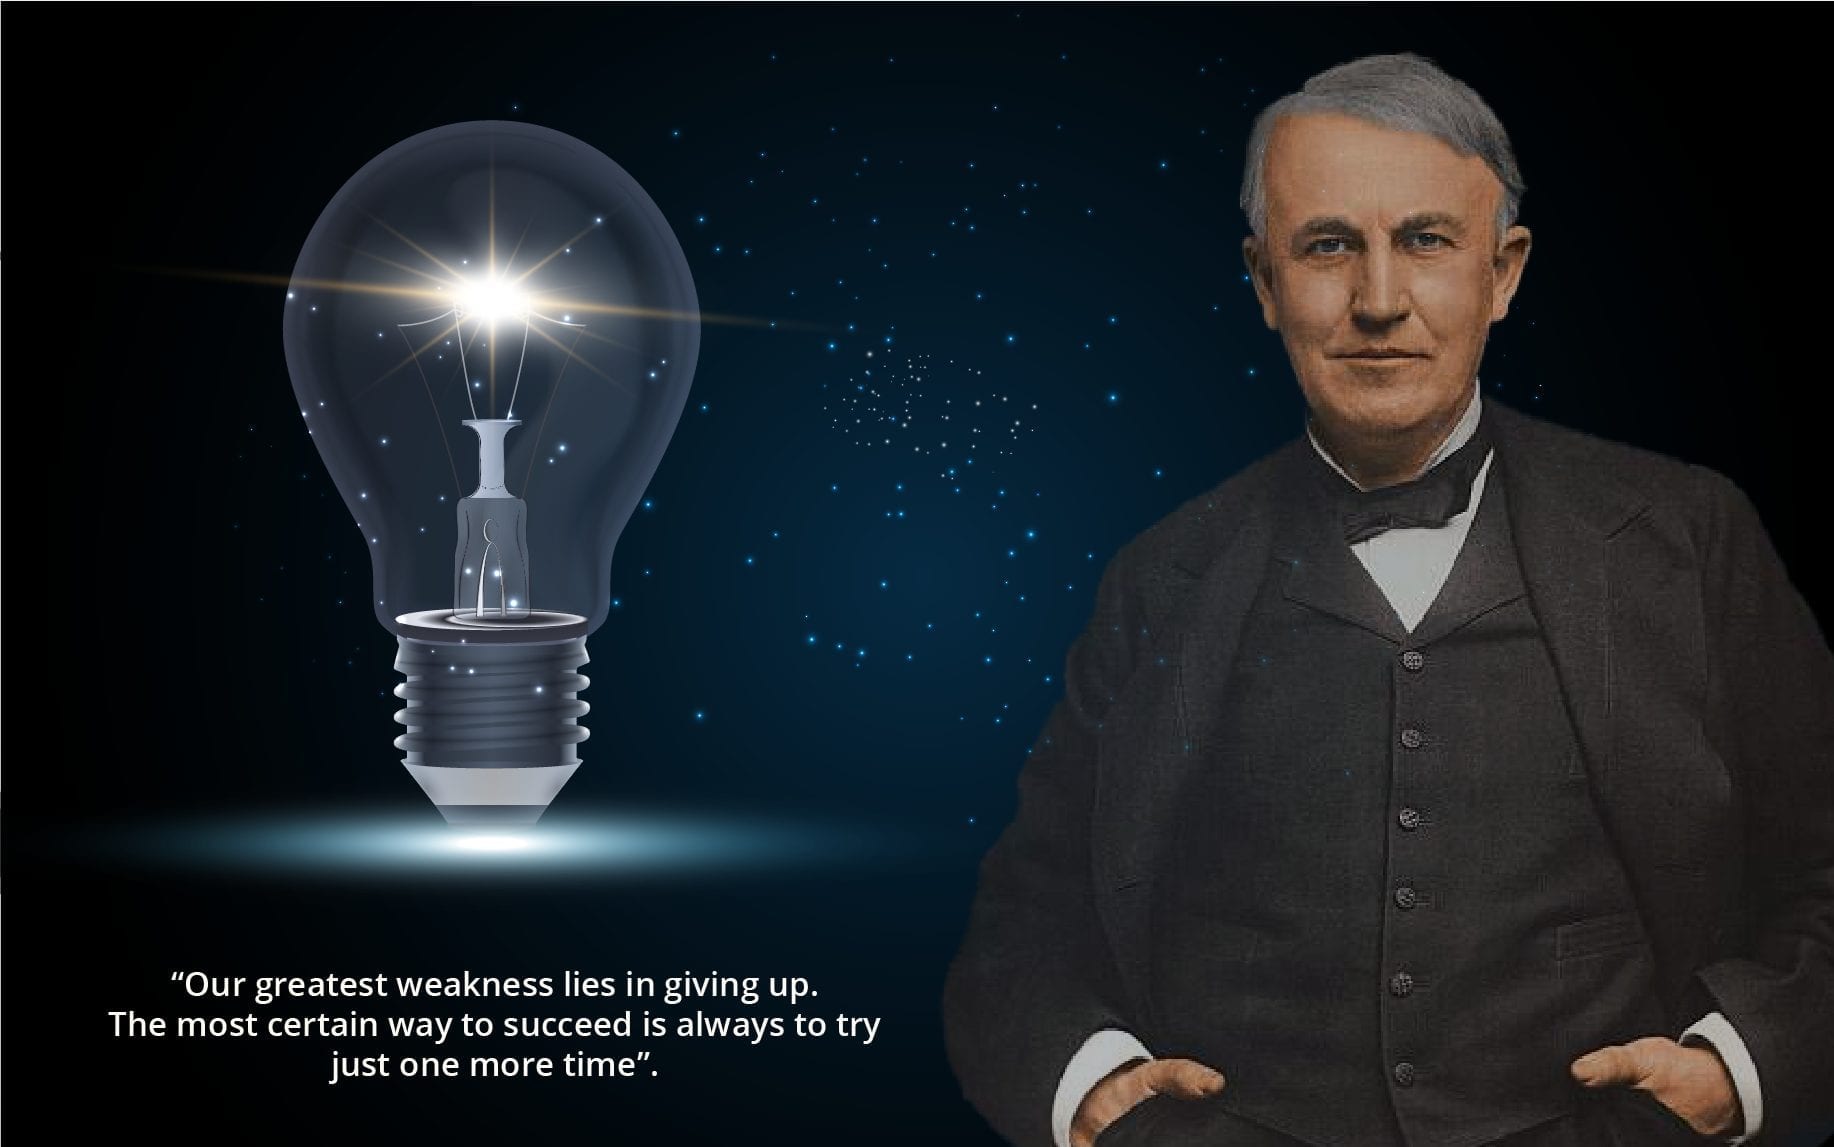 “Our greatest weakness lies in giving up.
The most certain way to succeed is always to try
just one more time”.